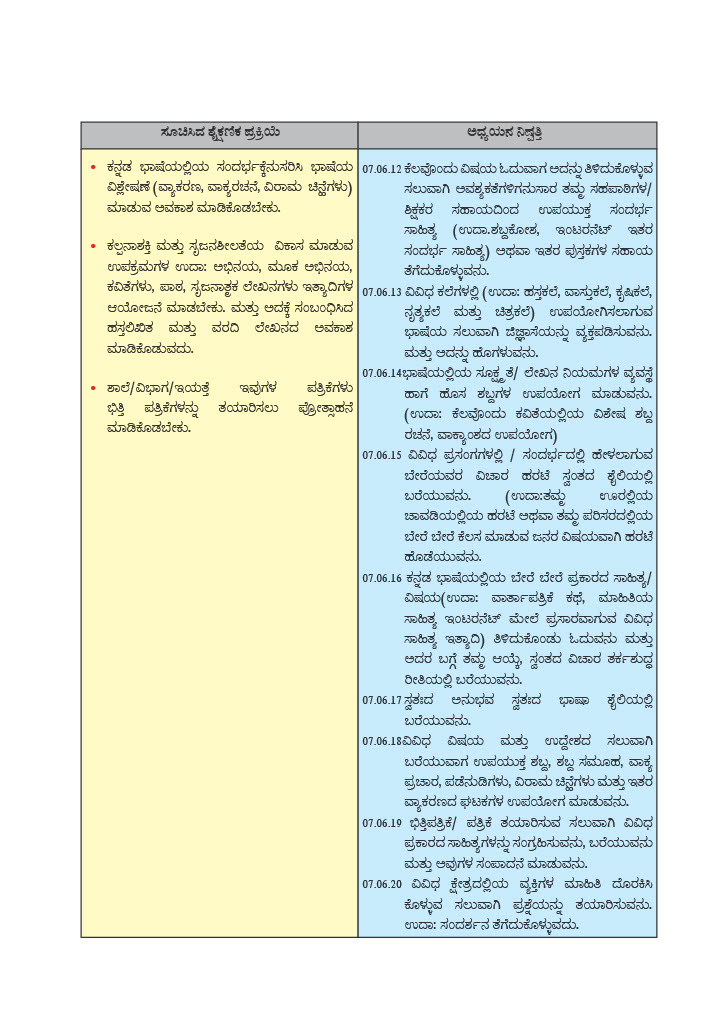 ಸೂಚಿಸಿದ ಶೈಕ್ಷಣಿಕ ಪ್ರಕ್ರಿಯೆ
ಕನ್ನಡ ಭಾಷೆಯಲ್ಲಿಯ ಸಂದರ್ಭಕ್ಕೆನುಸರಿಸಿ ಭಾಷೆಯ
ವಿಶ್ಲೇಷಣೆ (ವ್ಯಾಕರಣ, ವಾಕ್ಯರಚನೆ, ವಿರಾಮ ಚಿನ್ಹೆಗಳು)
ಮಾಡುವ ಅವಕಾಶ ಮಾಡಿಕೊಡಬೇಕು.
ಕಲ್ಪನಾಶಕ್ತಿ ಮತ್ತು ಸೃಜನಶೀಲತೆಯ ವಿಕಾಸ ಮಾಡುವ
ಉಪಕ್ರಮಗಳ ಉದಾ: ಅಭಿನಯ, ಮೂಕ ಅಭಿನಯ,
ಕವಿತೆಗಳು, ಪಾಠ, ಸೃಜನಾತ್ಮಕ ಲೇಖನಗಳು ಇತ್ಯಾದಿಗಳ
ಆಯೋಜನೆ ಮಾಡಬೇಕು. ಮತ್ತು ಅದಕ್ಕೆ ಸಂಬಂಧಿಸಿದ
ಹಸ್ತಲಿಖಿತ ಮತ್ತು ವರದಿ ಲೇಖನದ ಅವಕಾಶ
ಮಾಡಿಕೊಡುವದು.
ಶಾಲೆ/ವಿಭಾಗ/ಇಯತ್ತೆ ಇವುಗಳ ಪತ್ರಿಕೆಗಳು
ಭಿತ್ತಿ ಪತ್ರಿಕೆಗಳನ್ನು ತಯಾರಿಸಲು ಪ್ರೋತ್ಸಾಹನೆ
ಮಾಡಿಕೊಡಬೇಕು.
ಅಧ್ಯಯನ ನಿಷ್ಪತ್ತಿ
07.06.12 ಕೆಲವೊಂದು ವಿಷಯ ಓದುವಾಗ ಅದನ್ನು ತಿಳಿದುಕೊಳ್ಳುವ
ಸಲುವಾಗಿ ಅವಶ್ಯಕತೆಗಳಿಗನುಸಾರ ತಮ್ಮ ಸಹಪಾಠಿಗಳ/
ಶಿಕ್ಷಕರ ಸಹಾಯದಿಂದ ಉಪಯುಕ್ತ ಸಂದರ್ಭ
ಸಾಹಿತ್ಯ (ಉದಾ.ಶಬ್ದಕೋಶ, ಇಂಟರನೆಟ್ ಇತರ
ಸಂದರ್ಭ ಸಾಹಿತ್ಯ) ಅಥವಾ ಇತರ ಪುಸ್ತಕಗಳ ಸಹಾಯ
ತೆಗೆದುಕೊಳ್ಳುವನು.
07.06.13 ವಿವಿಧ ಕಲೆಗಳಲ್ಲಿ (ಉದಾ: ಹಸ್ತಕಲೆ, ವಾಸ್ತುಕಲೆ, ಕೃಷಿಕಲೆ,
ನೃತ್ಯಕಲೆ ಮತ್ತು ಚಿತ್ರಕಲೆ) ಉಪಯೋಗಿಸಲಾಗುವ
ಭಾಷೆಯ ಸಲುವಾಗಿ ಜಿಜ್ಞಾಸೆಯನ್ನು ವ್ಯಕ್ತಪಡಿಸುವನು.
ಮತ್ತು ಅದನ್ನು ಹೊಗಳುವನು.
07.06.14ಭಾಷೆಯಲ್ಲಿಯ ಸೂಕ್ಷ್ಮತೆ/ ಲೇಖನ ನಿಯಮಗಳ ವ್ಯವಸ್ಥೆ
ಹಾಗೆ ಹೊಸ ಶಬ್ದಗಳ ಉಪಯೋಗ ಮಾಡುವನು.
(ಉದಾ: ಕೆಲವೊಂದು ಕವಿತೆಯಲ್ಲಿಯ ವಿಶೇಷ ಶಬ್ದ
ರಚನೆ, ವಾಕ್ಯಾಂಶದ ಉಪಯೋಗ)
07.06.15 ವಿವಿಧ ಪ್ರಸಂಗಗಳಲ್ಲಿ / ಸಂದರ್ಭದಲ್ಲಿ ಹೇಳಲಾಗುವ
ಬೇರೆಯವರ ವಿಚಾರ ಹರಟೆ ಸ್ವಂತದ ಶೈಲಿಯಲ್ಲಿ
ಬರೆಯುವನು. (ಉದಾ:ತಮ್ಮ ಊರಲ್ಲಿಯ
ಚಾವಡಿಯಲ್ಲಿಯ ಹರಟೆ ಅಥವಾ ತಮ್ಮ ಪರಿಸರದಲ್ಲಿಯ
ಬೇರೆ ಬೇರೆ ಕೆಲಸ ಮಾಡುವ ಜನರ ವಿಷಯವಾಗಿ ಹರಟೆ
ಹೊಡೆಯುವನು.
07.06.16 ಕನ್ನಡ ಭಾಷೆಯಲ್ಲಿಯ ಬೇರೆ ಬೇರೆ ಪ್ರಕಾರದ ಸಾಹಿತ್ಯ/
ವಿಷಯ(ಉದಾ: ವಾರ್ತಾಪತ್ರಿಕೆ ಕಥೆ, ಮಾಹಿತಿಯ
ಸಾಹಿತ್ಯ ಇಂಟರನೆಟ್ ಮೇಲೆ ಪ್ರಸಾರವಾಗುವ ವಿವಿಧ
ಸಾಹಿತ್ಯ ಇತ್ಯಾದಿ) ತಿಳಿದುಕೊಂಡು ಓದುವನು ಮತ್ತು
ಅದರ ಬಗ್ಗೆ ತಮ್ಮ ಆಯ್ಕೆ, ಸ್ವಂತದ ವಿಚಾರ ತರ್ಕಶುದ್ಧ
ರೀತಿಯಲ್ಲಿ ಬರೆಯುವನು.
07.06.17 ಸ್ವತಃದ ಅನುಭವ ಸ್ವತಃದ ಭಾಷಾ ಶೈಲಿಯಲ್ಲಿ
ಬರೆಯುವನು.
07.06.18ವಿವಿಧ ವಿಷಯ ಮತ್ತು ಉದ್ದೇಶದ ಸಲುವಾಗಿ
ಬರೆಯುವಾಗ ಉಪಯುಕ್ತ ಶಬ್ದ, ಶಬ್ದ ಸಮೂಹ, ವಾಕ್ಯ
ಪ್ರಚಾರ, ಪಡೆನುಡಿಗಳು, ವಿರಾಮ ಚಿನ್ಹೆಗಳು ಮತ್ತು ಇತರ
ವ್ಯಾಕರಣದ ಘಟಕಗಳ ಉಪಯೋಗ ಮಾಡುವನು.
07.06.19 ಭಿತ್ತಿಪತ್ರಿಕೆ/ ಪತ್ರಿಕೆ ತಯಾರಿಸುವ ಸಲುವಾಗಿ ವಿವಿಧ
ಪ್ರಕಾರದ ಸಾಹಿತ್ಯಗಳನ್ನು ಸಂಗ್ರಹಿಸುವನು, ಬರೆಯುವನು
ಮತ್ತು ಅವುಗಳ ಸಂಪಾದನೆ ಮಾಡುವನು.
07.06.20 ವಿವಿಧ ಕ್ಷೇತ್ರದಲ್ಲಿಯ ವ್ಯಕ್ತಿಗಳ ಮಾಹಿತಿ ದೊರಕಿಸಿ
ಕೊಳ್ಳುವ ಸಲುವಾಗಿ ಪ್ರಶ್ನೆಯನ್ನು ತಯಾರಿಸುವನು.
ಉದಾ: ಸಂದರ್ಶನ ತೆಗೆದುಕೊಳ್ಳುವದು.